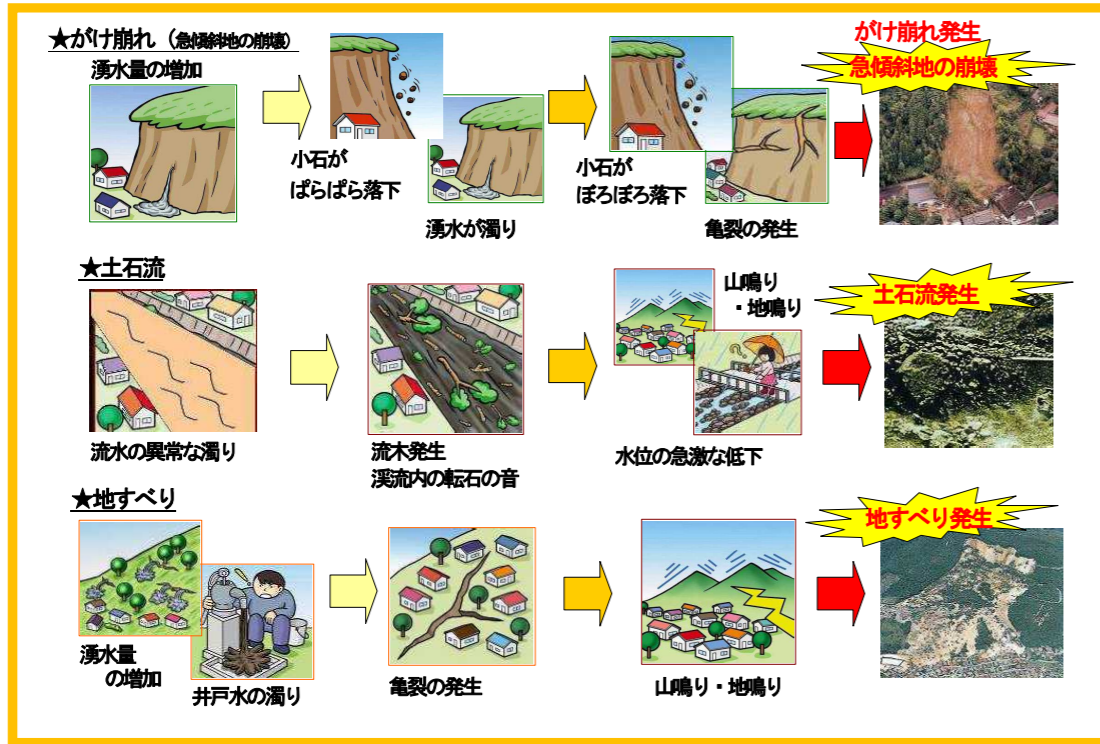 ★がけ崩れ（急傾斜地の崩壊）
湧水量の増加
小石が
ぱらぱら落下
湧水が濁り
小石が
ぼろぼろ落下
亀裂の発生
がけ崩れ発生
急傾斜地の崩壊
★土石流
流水の異常な濁り
流木発生
渓流内の転石の音
山鳴り
・地鳴り
水位の急激な低下
土石流発生
★地すべり
湧水量
の増加
井戸水の濁り
亀裂の発生
山鳴り・地鳴り
地すべり発生